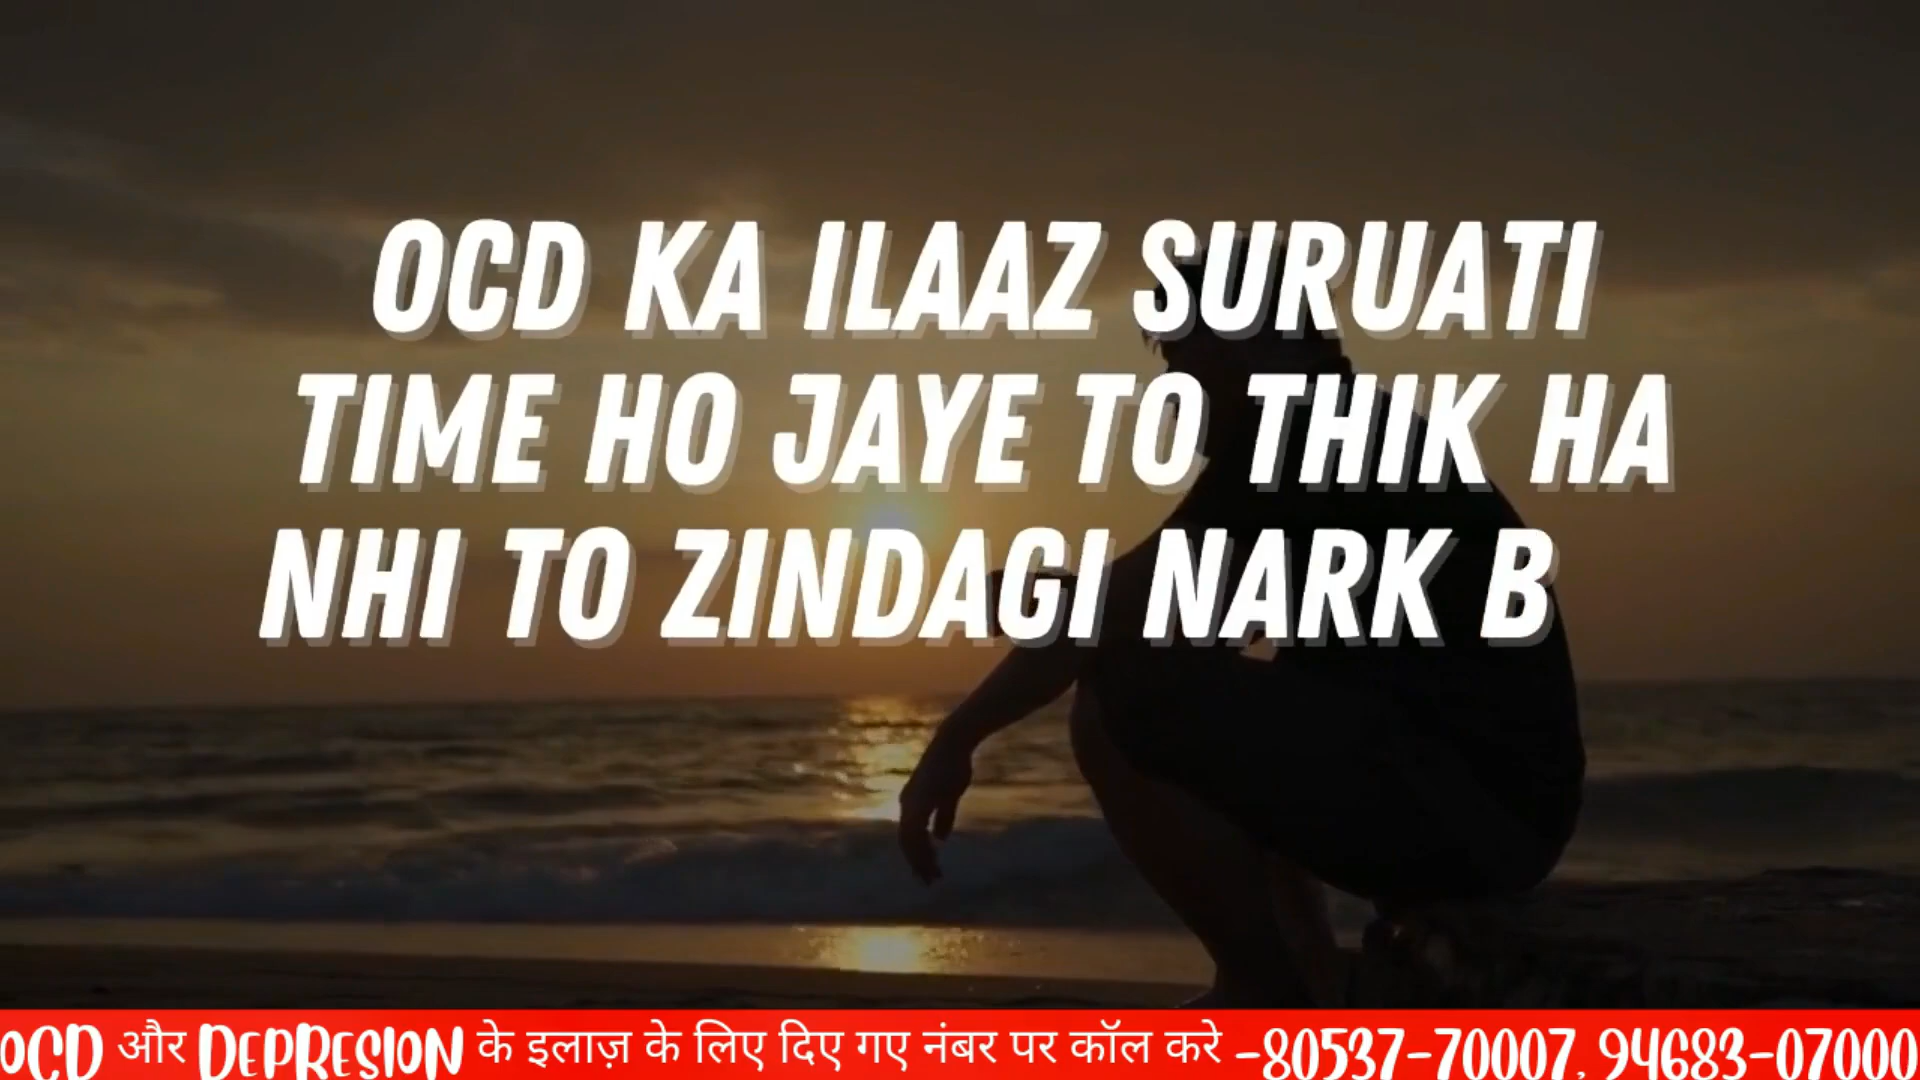 OCD KA ILAAZ SURUATI
TIME HO JAYE TO THIK HA
NHI TO ZINDAGI NARK B
OCD और DEPRESION के इलाज़ के लिए दिए गए नंबर पर कॉल करे -80537-70007, 94683-07000